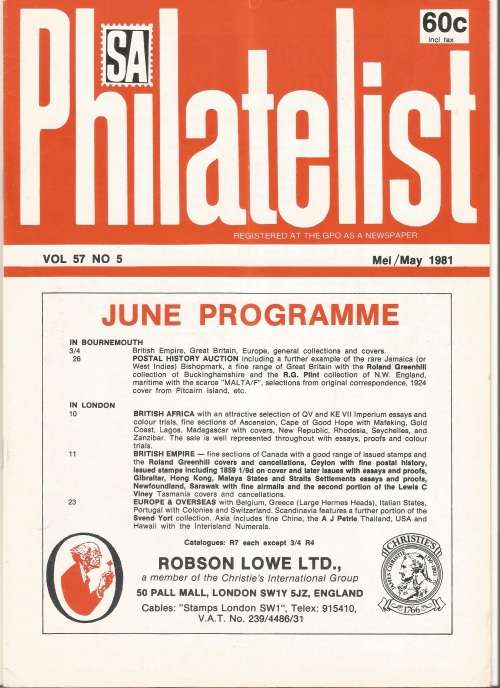 60c
incl tax
SA
Philatelist
REGISTERED AT THE GPO AS A NEWSPAPER
VOL 57 NO 5
Mei/May 1981
JUNE PROGRAMME
IN BOURNEMOUTH
3/4 British Empire, Great Britain, Europe, general collections and covers.
26 POSTAL HISTORY AUCTION including a further example of the rare Jamaica (or
West Indies) Bishopmark, a fine range of Great Britain with the Roland Greenhill
collection of Buckinghamshire and the R.G. Plint collection of N.W. England,
maritime with the scarce "MALTA/F", selections from original correspondence, 1924
cover from Pitcairn Island, etc.
IN LONDON
10 BRITISH AFRICA with an attractive selection of QV and KE VII Imperium essays and
colour trials, fine sections of Ascension, Cape of Good Hope with Mafeking, Gold
Coast, Lagos, Madagascar with covers, New Republic, Rhodesia, Seychelles, and
Zanzibar. The sale is well represented throughout with essays, proofs and colour
trials.
11 BRITISH EMPIRE — fine sections of Canada with a good range of issued stamps and
the Roland Greenhill covers and cancellations, Ceylon with fine postal history,
issued stamps including 1859 1/9d on cover and later issues with essays and proofs,
Gibraltar, Hong Kong, Malaya States and Straits Settlements essays and proofs,
Newfoundland, Sarawak with fine airmails and the second portion of the Lewis C
Viney Tasmania covers and cancellations.
23 EUROPE & OVERSEAS with Belgium, Greece (Large Hermes Heads), Italian States,
Portugal with Colonies and Switzerland. Scandinavia features a further portion of the
Svend Yort collection. Asia includes fine Chine, the A J Petrie Thailand, USA and
Hawaii with the Interisland Numerals.
Catalogues: R7 each except 3/4 R4
ROBSON LOWE LTD.,
a member of the Christie's International Group
50 PALL MALL, LONDON SW1Y 5JZ, ENGLAND
Cables: "Stamps London SW1", Telex: 915410,
V.A.T. No. 239/4486/31
CHRISTIE'S
1766